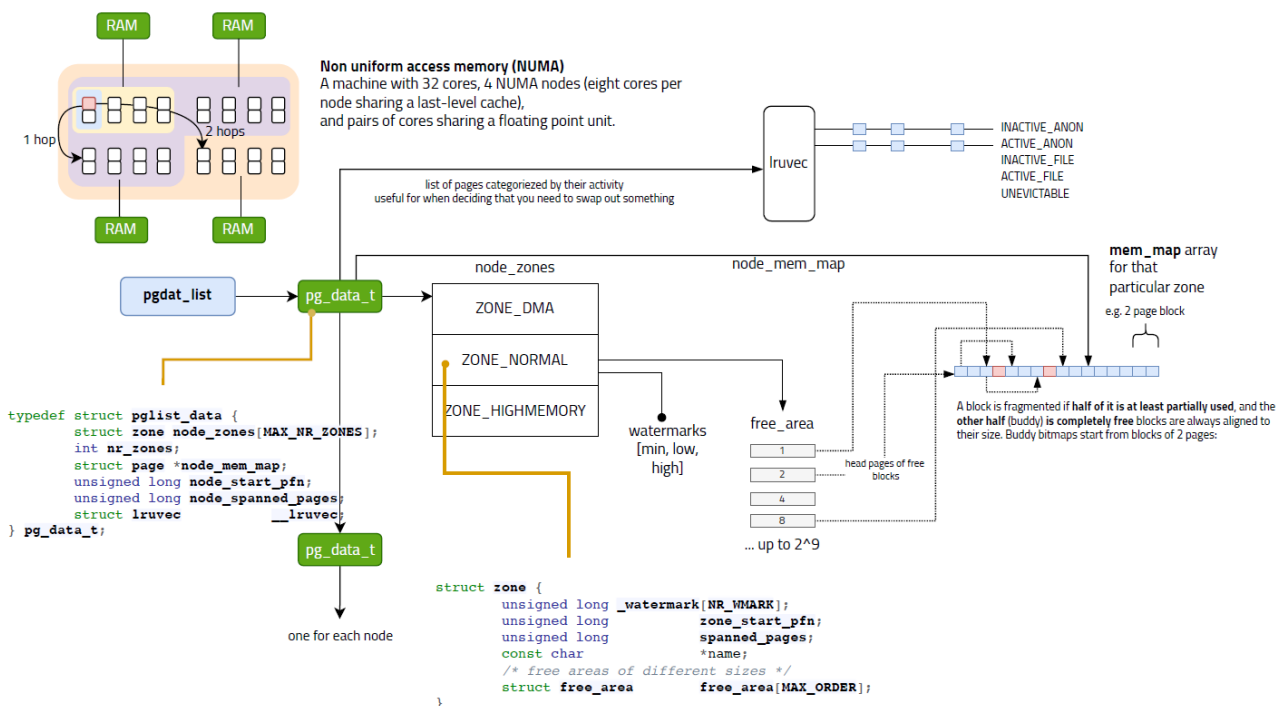 RAM
RAM
Non uniform access memory (NUMA)
A machine with 32 cores, 4 NUMA nodes (eight cores per
node sharing a last-level cache),
and pairs of cores sharing a floating point unit.
1 hop
2 hops
RAM
RAM
list of pages categoriezed by their activity
useful for when deciding that you need to swap out something
lruvec
INACTIVE_ANON
ACTIVE_ANON
INACTIVE_FILE
ACTIVE_FILE
UNEVICTABLE
pgdat_list
pg_data_t
node_zones
ZONE_DMA
ZONE_NORMAL
ZONE_HIGHMEMORY
node_mem_map
mem_map array
for that
particular zone
e.g. 2 page block
A block is fragmented if half of it is at least partially used, and the
other half (buddy) is completely free blocks are always aligned to
their size. Buddy bitmaps start from blocks of 2 pages:
watermarks
[min, low,
high]
free_area
1
2
4
8
... up to 2^9
head pages of free
blocks
typedef struct pglist_data {
struct zone node_zones[MAX_NR_ZONES];
int nr_zones;
struct page *node_mem_map;
unsigned long node_start_pfn;
unsigned long node_spanned_pages;
struct lruvec __lruvec;
} pg_data_t;
pg_data_t
one for each node
struct zone {
unsigned long _watermark[NR_WMARK];
unsigned long zone_start_pfn;
unsigned long spanned_pages;
const char *name;
/* free areas of different sizes */
struct free_area free_area[MAX_ORDER];
}